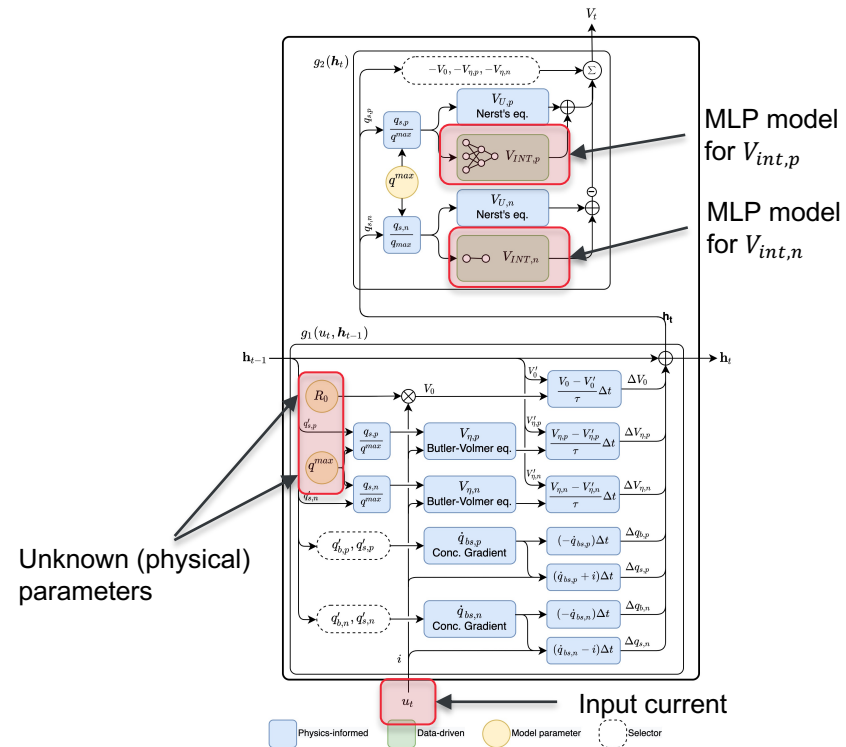 V_t
g_2(h_t)
−V_0, −V_{η,p}, −V_{η,n}
Σ
q_{s,p}
q_{s,p} / q^{max}
V_{U,p}
Nerst's eq.
V_{INT,p}
MLP model
for V_{int,p}
q^{max}
V_{U,n}
Nerst's eq.
q_{s,n}
q_{s,n} / q_{max}
V_{INT,n}
MLP model
for V_{int,n}
h_t
g_1(u_t, h_{t−1})
h_{t−1}
h_t
R_0
V_0
V'_0
(V_0 − V'_0) / τ Δt
ΔV_0
q'_{s,p}
q_{s,p} / q^{max}
V_{η,p}
Butler-Volmer eq.
V'_{η,p}
(V_{η,p} − V'_{η,p}) / τ Δt
ΔV_{η,p}
q^{max}
q'_{s,n}
q_{s,n} / q^{max}
V_{η,n}
Butler-Volmer eq.
V'_{η,n}
(V_{η,n} − V'_{η,n}) / τ Δt
ΔV_{η,n}
Unknown (physical)
parameters
q'_{b,p}, q'_{s,p}
q̇_{bs,p}
Conc. Gradient
(−q̇_{bs,p})Δt
Δq_{b,p}
(q̇_{bs,p} + i)Δt
Δq_{s,p}
q'_{b,n}, q'_{s,n}
q̇_{bs,n}
Conc. Gradient
(−q̇_{bs,n})Δt
Δq_{b,n}
(q̇_{bs,n} − i)Δt
Δq_{s,n}
i
u_t
Input current
Physics-informed
Data-driven
Model parameter
Selector